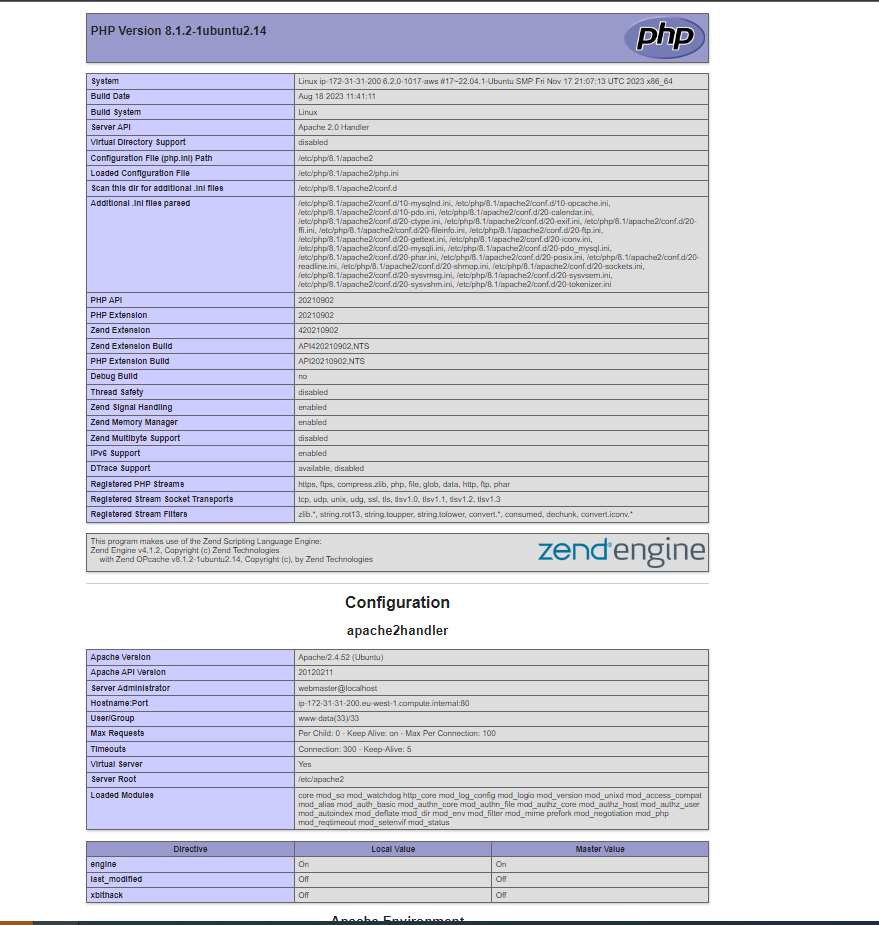 PHP Version 8.1.2-1ubuntu2.14
php
System Linux ip-172-31-31-200 6.2.0-1017-aws #17~22.04.1-Ubuntu SMP Fri Nov 17 21:07:13 UTC 2023 x86_64
Build Date Aug 18 2023 11:41:11
Build System Linux
Server API Apache 2.0 Handler
Virtual Directory Support disabled
Configuration File (php.ini) Path /etc/php/8.1/apache2
Loaded Configuration File /etc/php/8.1/apache2/php.ini
Scan this dir for additional .ini files /etc/php/8.1/apache2/conf.d
Additional .ini files parsed /etc/php/8.1/apache2/conf.d/10-mysqlnd.ini, /etc/php/8.1/apache2/conf.d/10-opcache.ini,
/etc/php/8.1/apache2/conf.d/10-pdo.ini, /etc/php/8.1/apache2/conf.d/20-calendar.ini,
/etc/php/8.1/apache2/conf.d/20-ctype.ini, /etc/php/8.1/apache2/conf.d/20-exif.ini, /etc/php/8.1/apache2/conf.d/20-
ffi.ini, /etc/php/8.1/apache2/conf.d/20-fileinfo.ini, /etc/php/8.1/apache2/conf.d/20-ftp.ini,
/etc/php/8.1/apache2/conf.d/20-gettext.ini, /etc/php/8.1/apache2/conf.d/20-iconv.ini,
/etc/php/8.1/apache2/conf.d/20-mysqli.ini, /etc/php/8.1/apache2/conf.d/20-pdo_mysql.ini,
/etc/php/8.1/apache2/conf.d/20-phar.ini, /etc/php/8.1/apache2/conf.d/20-posix.ini, /etc/php/8.1/apache2/conf.d/20-
readline.ini, /etc/php/8.1/apache2/conf.d/20-shmop.ini, /etc/php/8.1/apache2/conf.d/20-sockets.ini,
/etc/php/8.1/apache2/conf.d/20-sysvmsg.ini, /etc/php/8.1/apache2/conf.d/20-sysvsem.ini,
/etc/php/8.1/apache2/conf.d/20-sysvshm.ini, /etc/php/8.1/apache2/conf.d/20-tokenizer.ini
PHP API 20210902
PHP Extension 20210902
Zend Extension 420210902
Zend Extension Build API420210902,NTS
PHP Extension Build API20210902,NTS
Debug Build no
Thread Safety disabled
Zend Signal Handling enabled
Zend Memory Manager enabled
Zend Multibyte Support disabled
IPv6 Support enabled
DTrace Support available, disabled
Registered PHP Streams https, ftps, compress.zlib, php, file, glob, data, http, ftp, phar
Registered Stream Socket Transports tcp, udp, unix, udg, ssl, tls, tlsv1.0, tlsv1.1, tlsv1.2, tlsv1.3
Registered Stream Filters zlib.*, string.rot13, string.toupper, string.tolower, convert.*, consumed, dechunk, convert.iconv.*
This program makes use of the Zend Scripting Language Engine:
Zend Engine v4.1.2, Copyright (c) Zend Technologies
with Zend OPcache v8.1.2-1ubuntu2.14, Copyright (c), by Zend Technologies
zend engine
Configuration
apache2handler
Apache Version Apache/2.4.52 (Ubuntu)
Apache API Version 20120211
Server Administrator webmaster@localhost
Hostname:Port ip-172-31-31-200.eu-west-1.compute.internal:80
User/Group www-data(33)/33
Max Requests Per Child: 0 - Keep Alive: on - Max Per Connection: 100
Timeouts Connection: 300 - Keep-Alive: 5
Virtual Server Yes
Server Root /etc/apache2
Loaded Modules core mod_so mod_watchdog http_core mod_log_config mod_logio mod_version mod_unixd mod_access_compat
mod_alias mod_auth_basic mod_authn_core mod_authn_file mod_authz_core mod_authz_host mod_authz_user
mod_autoindex mod_deflate mod_dir mod_env mod_filter mod_mime prefork mod_negotiation mod_php
mod_reqtimeout mod_setenvif mod_status
Directive Local Value Master Value
engine On On
last_modified Off Off
xbithack Off Off
Apache Environment